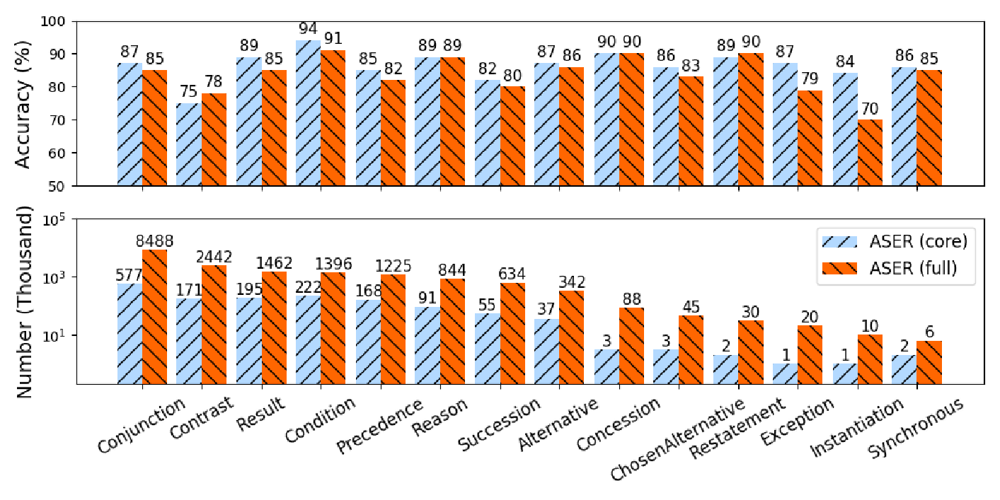 Accuracy (%)
100
90
80
70
60
50
87 85 75 78 89 85 94 91 85 82 89 89 82 80 87 86 90 90 86 83 89 90 87 79 84 70 86 85
Number (Thousand)
10^5
10^3
10^1
577 8488 171 2442 195 1462 222 1396 168 1225 91 844 55 634 37 342 3 88 3 45 2 30 1 20 1 10 2 6
ASER (core)
ASER (full)
Conjunction
Contrast
Result
Condition
Precedence
Reason
Succession
Alternative
Concession
ChosenAlternative
Restatement
Exception
Instantiation
Synchronous